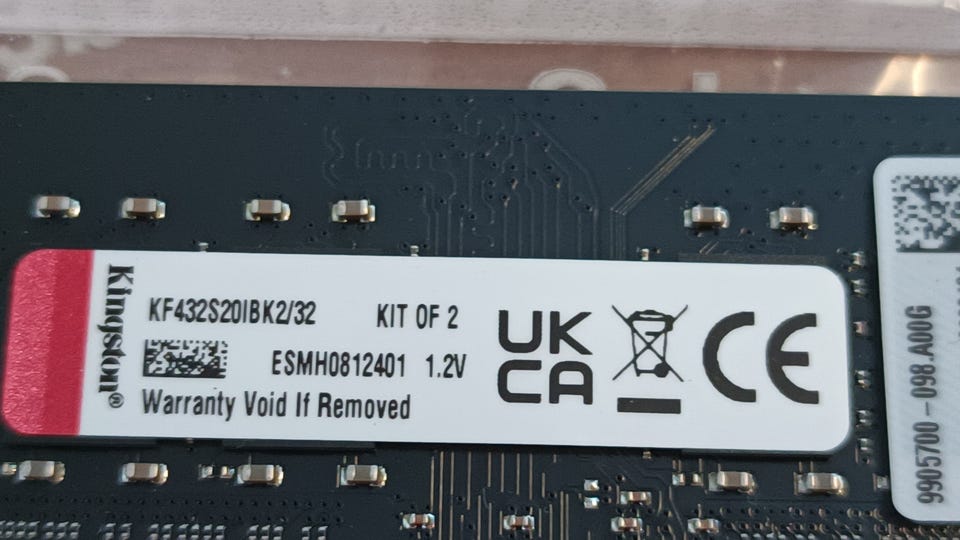 Kingston®
KF432S20IBK2/32 KIT OF 2
ESMH0812401 1.2V
Warranty Void If Removed
UK
CA
CE
9905700-098.A00G